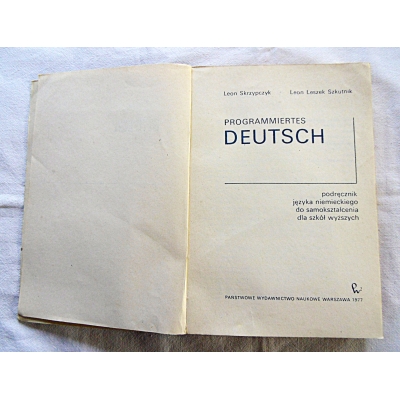 Leon Skrzypczyk · Leon Leszek Szkutnik
PROGRAMMIERTES
DEUTSCH
podręcznik
języka niemieckiego
do samokształcenia
dla szkół wyższych
PAŃSTWOWE WYDAWNICTWO NAUKOWE WARSZAWA 1977